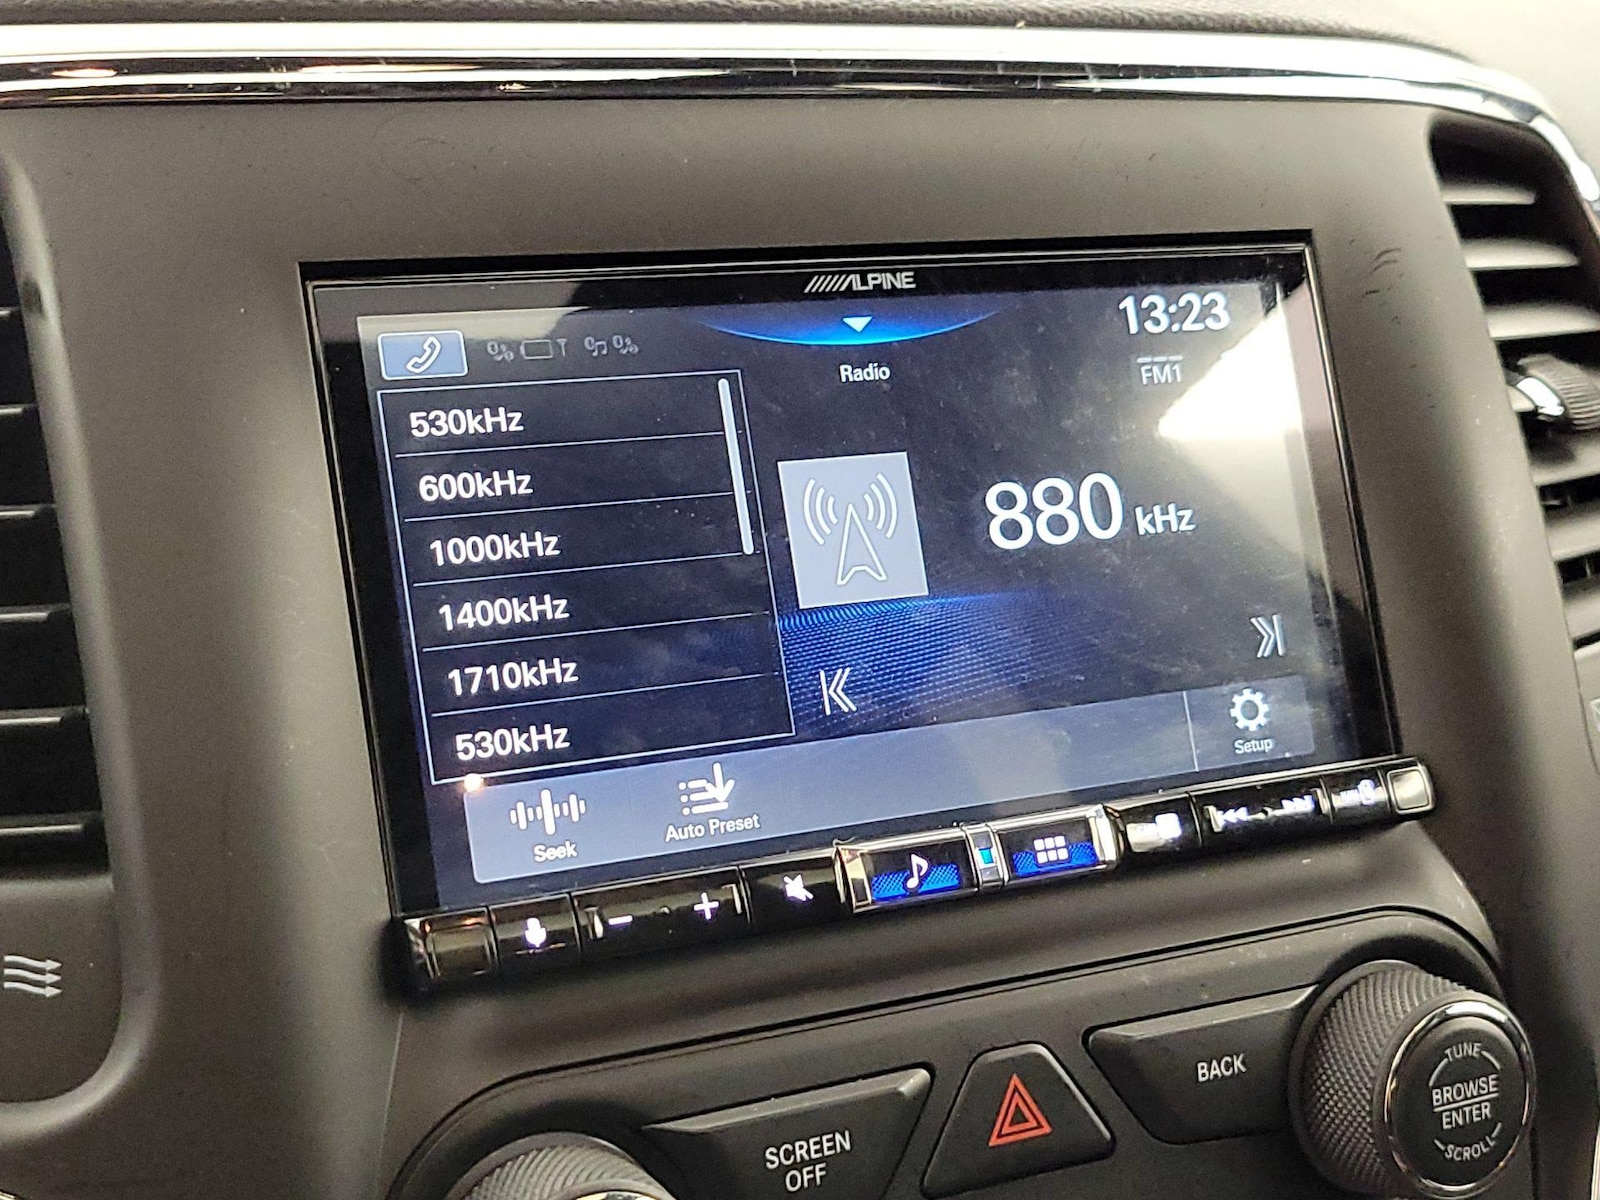 ALPINE
13:23
Radio
FM1
530kHz
600kHz
1000kHz
1400kHz
1710kHz
530kHz
880 kHz
Setup
Seek
Auto Preset
SCREEN
OFF
BACK
TUNE
BROWSE
ENTER
SCROLL